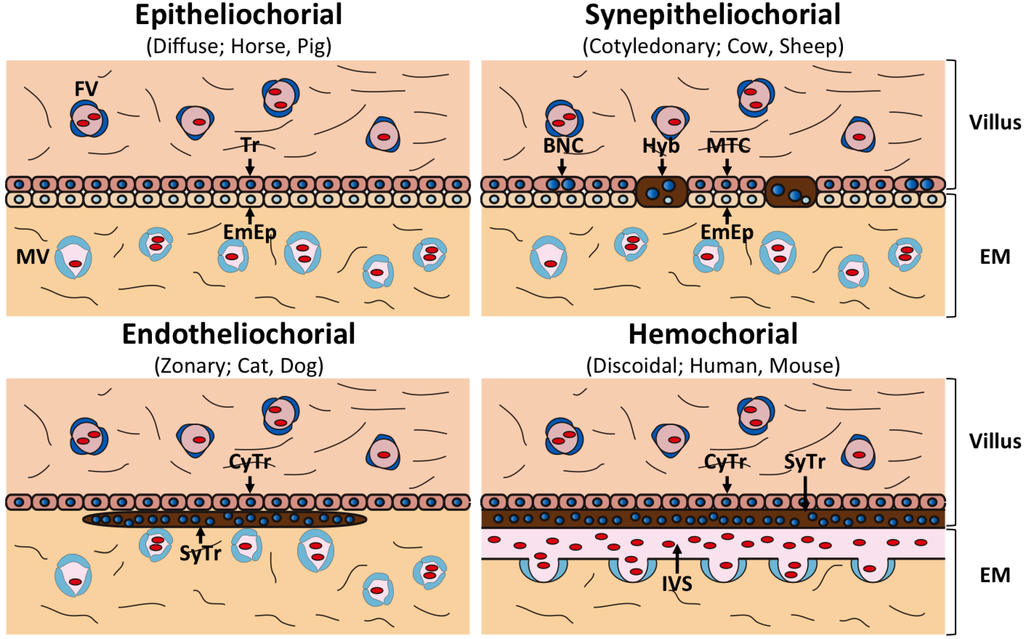 Epitheliochorial
(Diffuse; Horse, Pig)
FV
Tr
EmEp
MV
Synepitheliochorial
(Cotyledonary; Cow, Sheep)
BNC Hyb MTC
EmEp
Villus
EM
Endotheliochorial
(Zonary; Cat, Dog)
CyTr
SyTr
Hemochorial
(Discoidal; Human, Mouse)
CyTr SyTr
IVS
Villus
EM